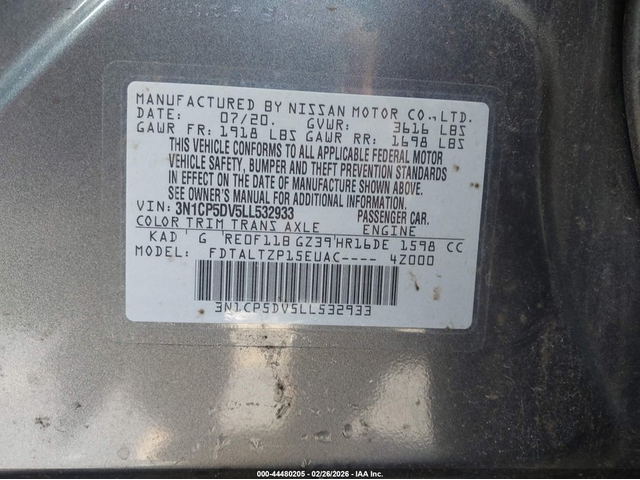 MANUFACTURED BY NISSAN MOTOR CO.,LTD.
DATE: 07/20. GVWR: 3616 LBS
GAWR FR: 1918 LBS GAWR RR: 1698 LBS
THIS VEHICLE CONFORMS TO ALL APPLICABLE FEDERAL MOTOR
VEHICLE SAFETY, BUMPER AND THEFT PREVENTION STANDARDS
IN EFFECT ON THE DATE OF MANUFACTURE SHOWN ABOVE.
SEE OWNER'S MANUAL FOR ADDITIONAL INFORMATION.
VIN: 3N1CP5DV5LL532933 PASSENGER CAR.
COLOR TRIM TRANS AXLE ENGINE
KAD G RE0F11B GZ39 HR16DE 1598 CC
MODEL: FDTALTZP15EUAC---- 4Z000
3N1CP5DV5LL532933
000-44480205 - 02/26/2026 - IAA Inc.